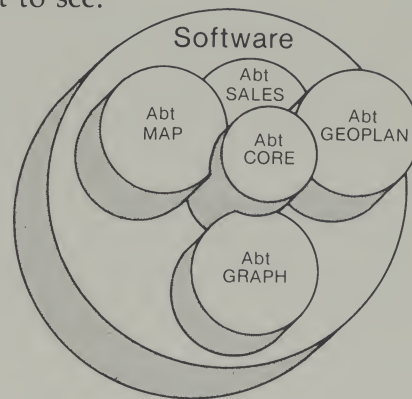 t to see.
Software
Abt
MAP
Abt
SALES
Abt
CORE
Abt
GEOPLAN
Abt
GRAPH